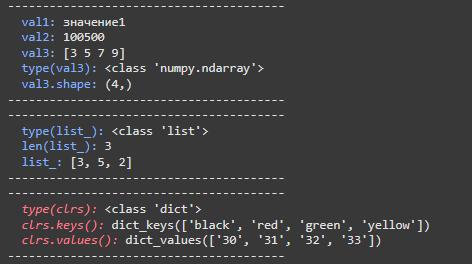 ----------------------------------------
val1: значение1
val2: 100500
val3: [3 5 7 9]
type(val3): <class 'numpy.ndarray'>
val3.shape: (4,)
----------------------------------------
----------------------------------------
type(list_): <class 'list'>
len(list_): 3
list_: [3, 5, 2]
----------------------------------------
----------------------------------------
type(clrs): <class 'dict'>
clrs.keys(): dict_keys(['black', 'red', 'green', 'yellow'])
clrs.values(): dict_values(['30', '31', '32', '33'])
----------------------------------------